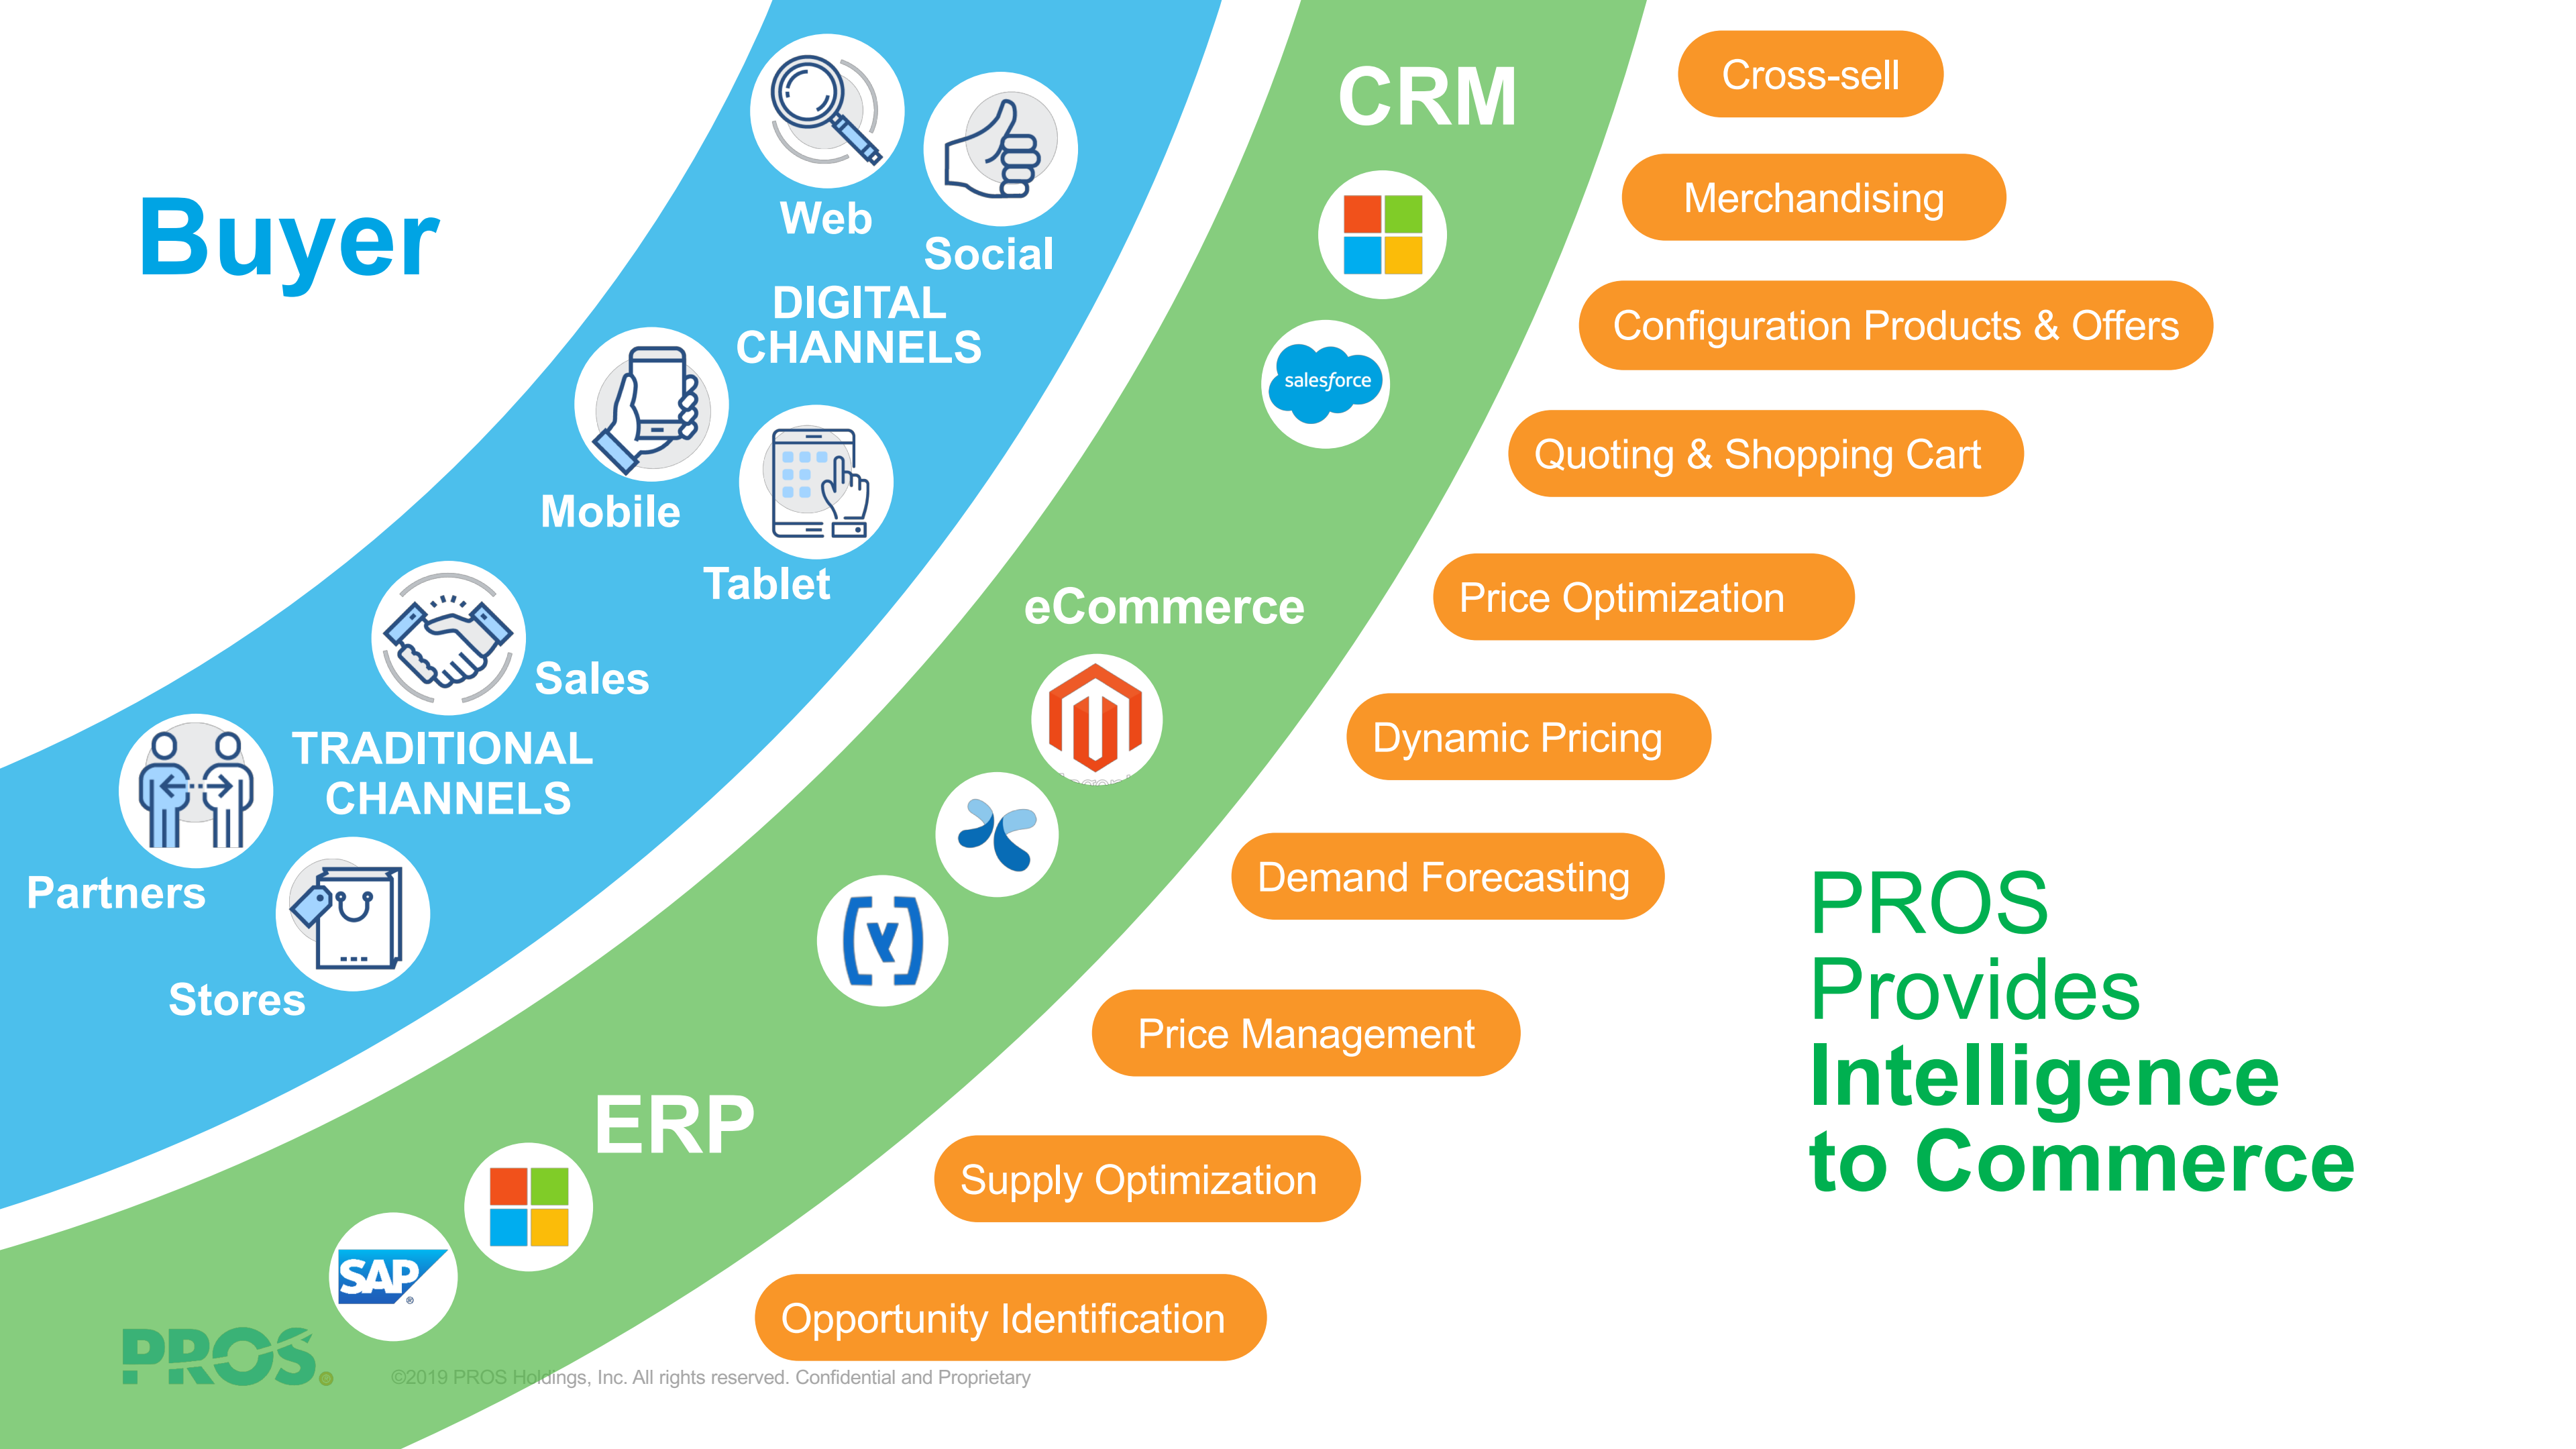 Buyer
Web
Social
DIGITAL
CHANNELS
Mobile
Tablet
Sales
TRADITIONAL
CHANNELS
Partners
Stores
CRM
salesforce
eCommerce
ERP
SAP
®
Cross-sell
Merchandising
Configuration Products & Offers
Quoting & Shopping Cart
Price Optimization
Dynamic Pricing
Demand Forecasting
Price Management
Supply Optimization
Opportunity Identification
PROS
Provides
Intelligence
to Commerce
PROS
©2019 PROS Holdings, Inc. All rights reserved. Confidential and Proprietary